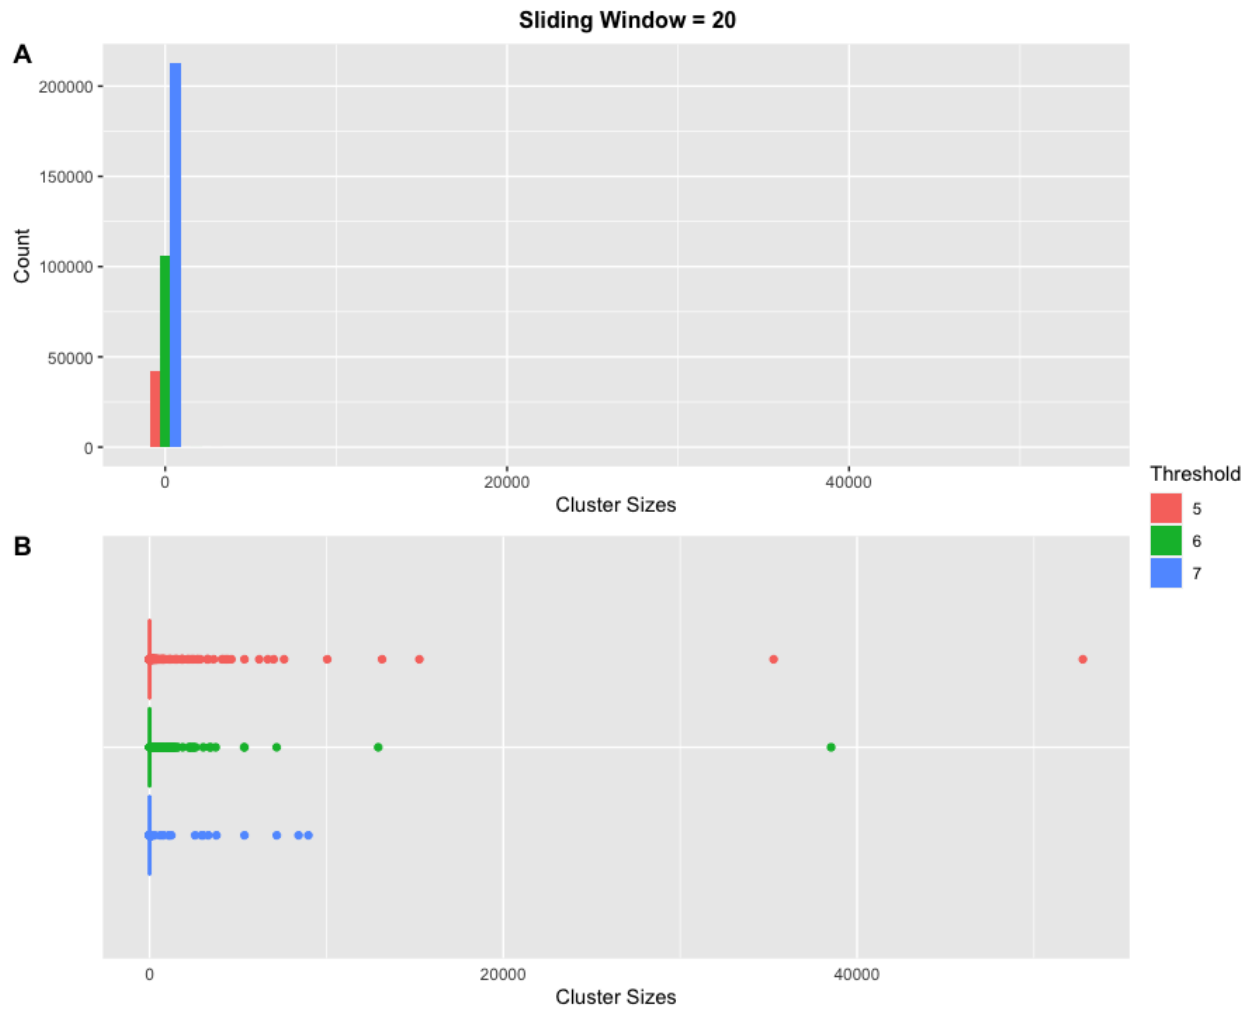 Sliding Window = 20
A
200000
150000
100000
50000
0
Count
0 20000 40000
Cluster Sizes
Threshold
5
6
7
B
0 20000 40000
Cluster Sizes